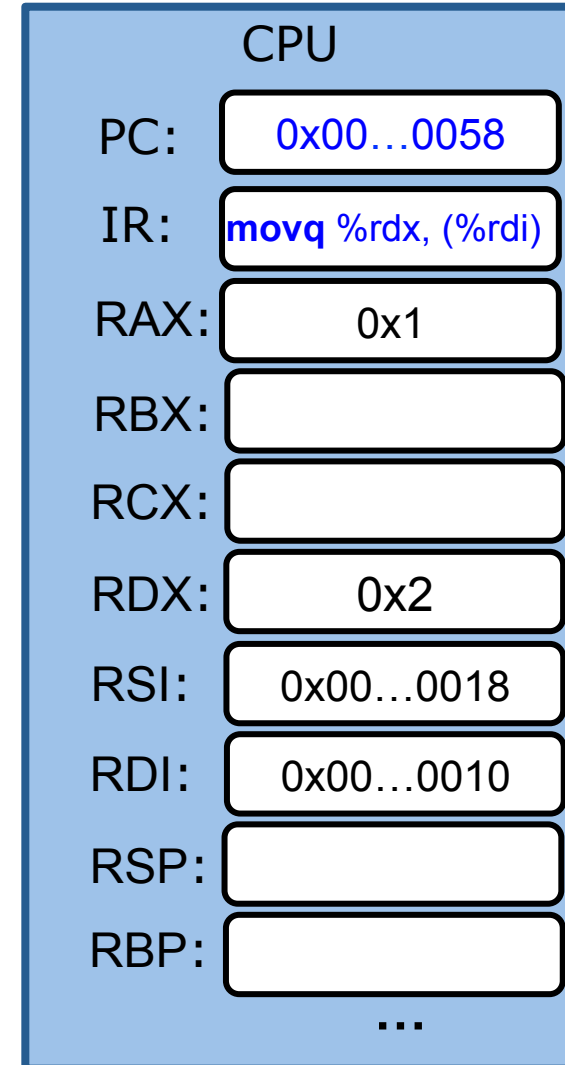 CPU
PC: 0x00…0058
IR: movq %rdx, (%rdi)
RAX: 0x1
RBX:
RCX:
RDX: 0x2
RSI: 0x00…0018
RDI: 0x00…0010
RSP:
RBP:
…